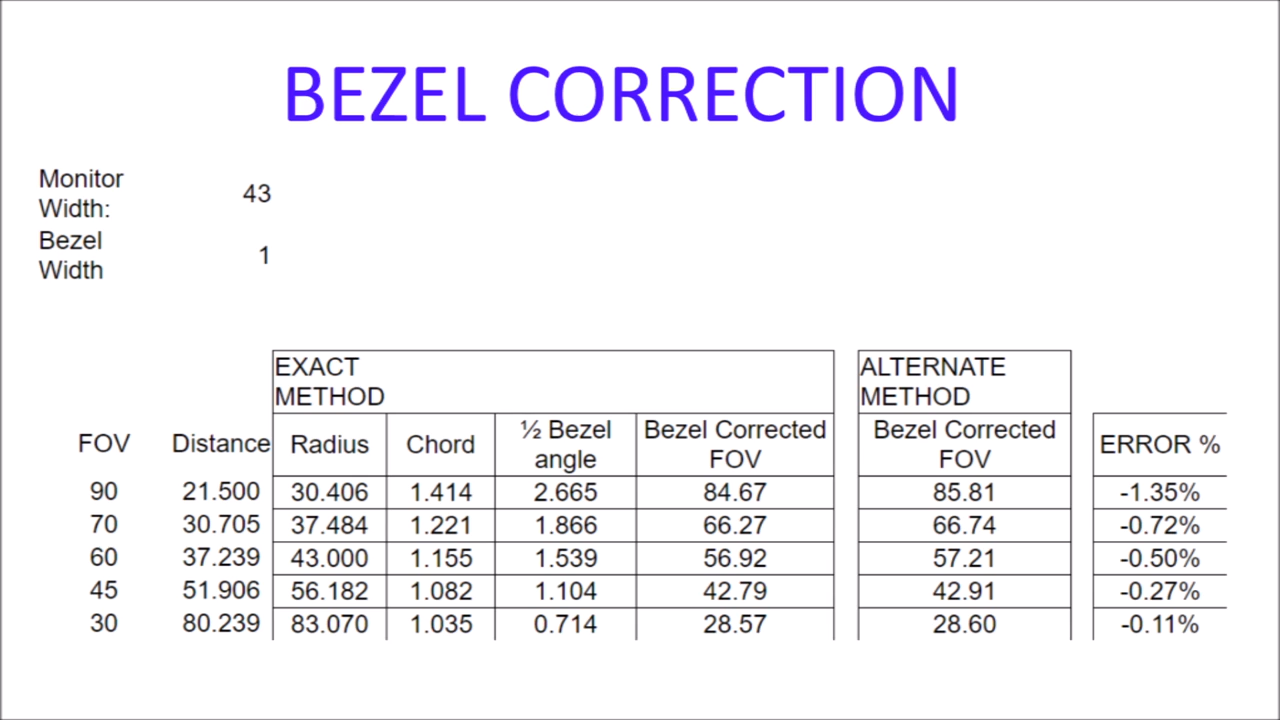 BEZEL CORRECTION
Monitor
Width:
43
Bezel
Width
1
EXACT
METHOD
ALTERNATE
METHOD
FOV Distance Radius Chord ½ Bezel angle Bezel Corrected FOV Bezel Corrected FOV ERROR %
90 21.500 30.406 1.414 2.665 84.67 85.81 -1.35%
70 30.705 37.484 1.221 1.866 66.27 66.74 -0.72%
60 37.239 43.000 1.155 1.539 56.92 57.21 -0.50%
45 51.906 56.182 1.082 1.104 42.79 42.91 -0.27%
30 80.239 83.070 1.035 0.714 28.57 28.60 -0.11%